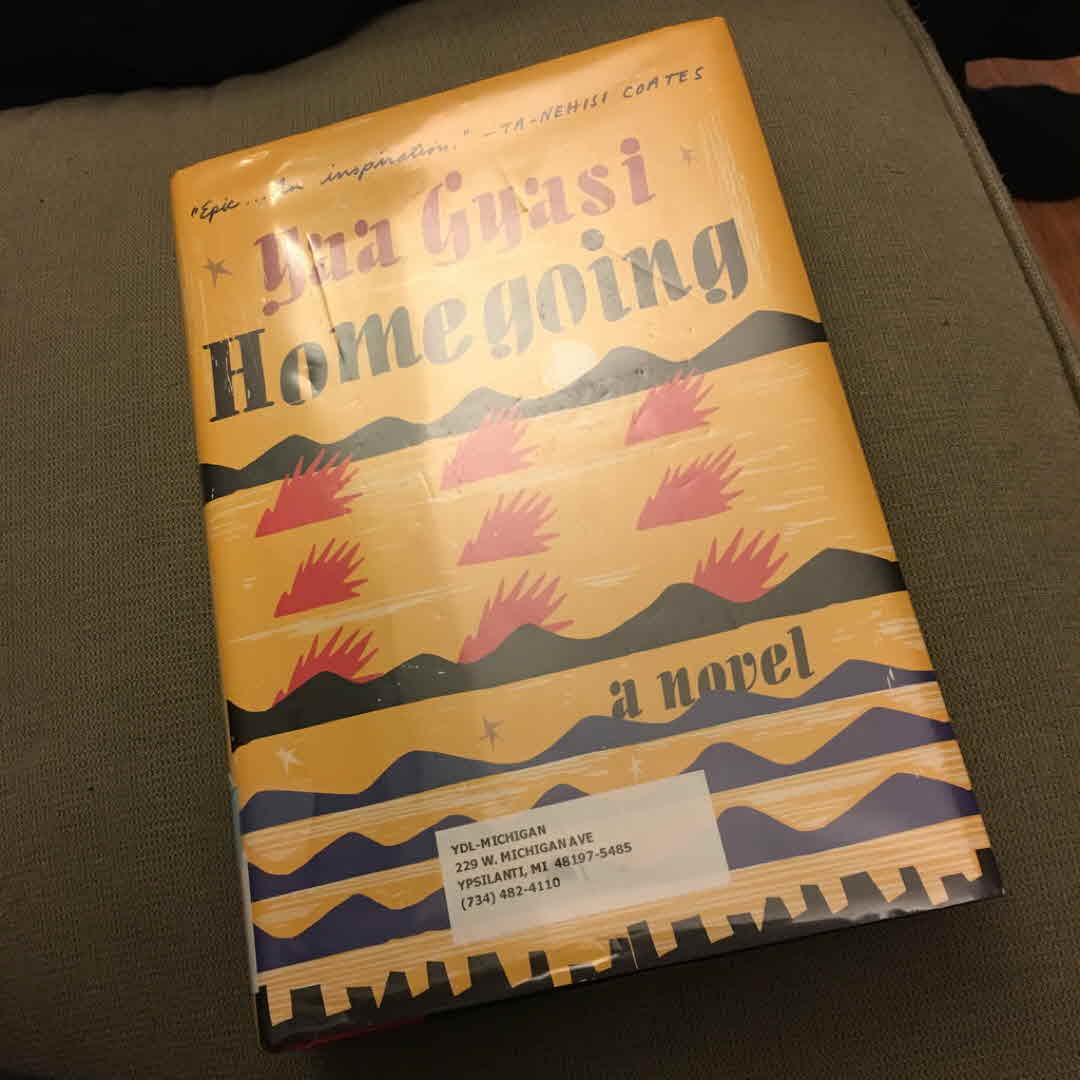 "Epic... An inspiration." —TA-NEHISI COATES
Yaa Gyasi
Homegoing
a novel
YDL-MICHIGAN
229 W. MICHIGAN AVE
YPSILANTI, MI 48197-5485
(734) 482-4110